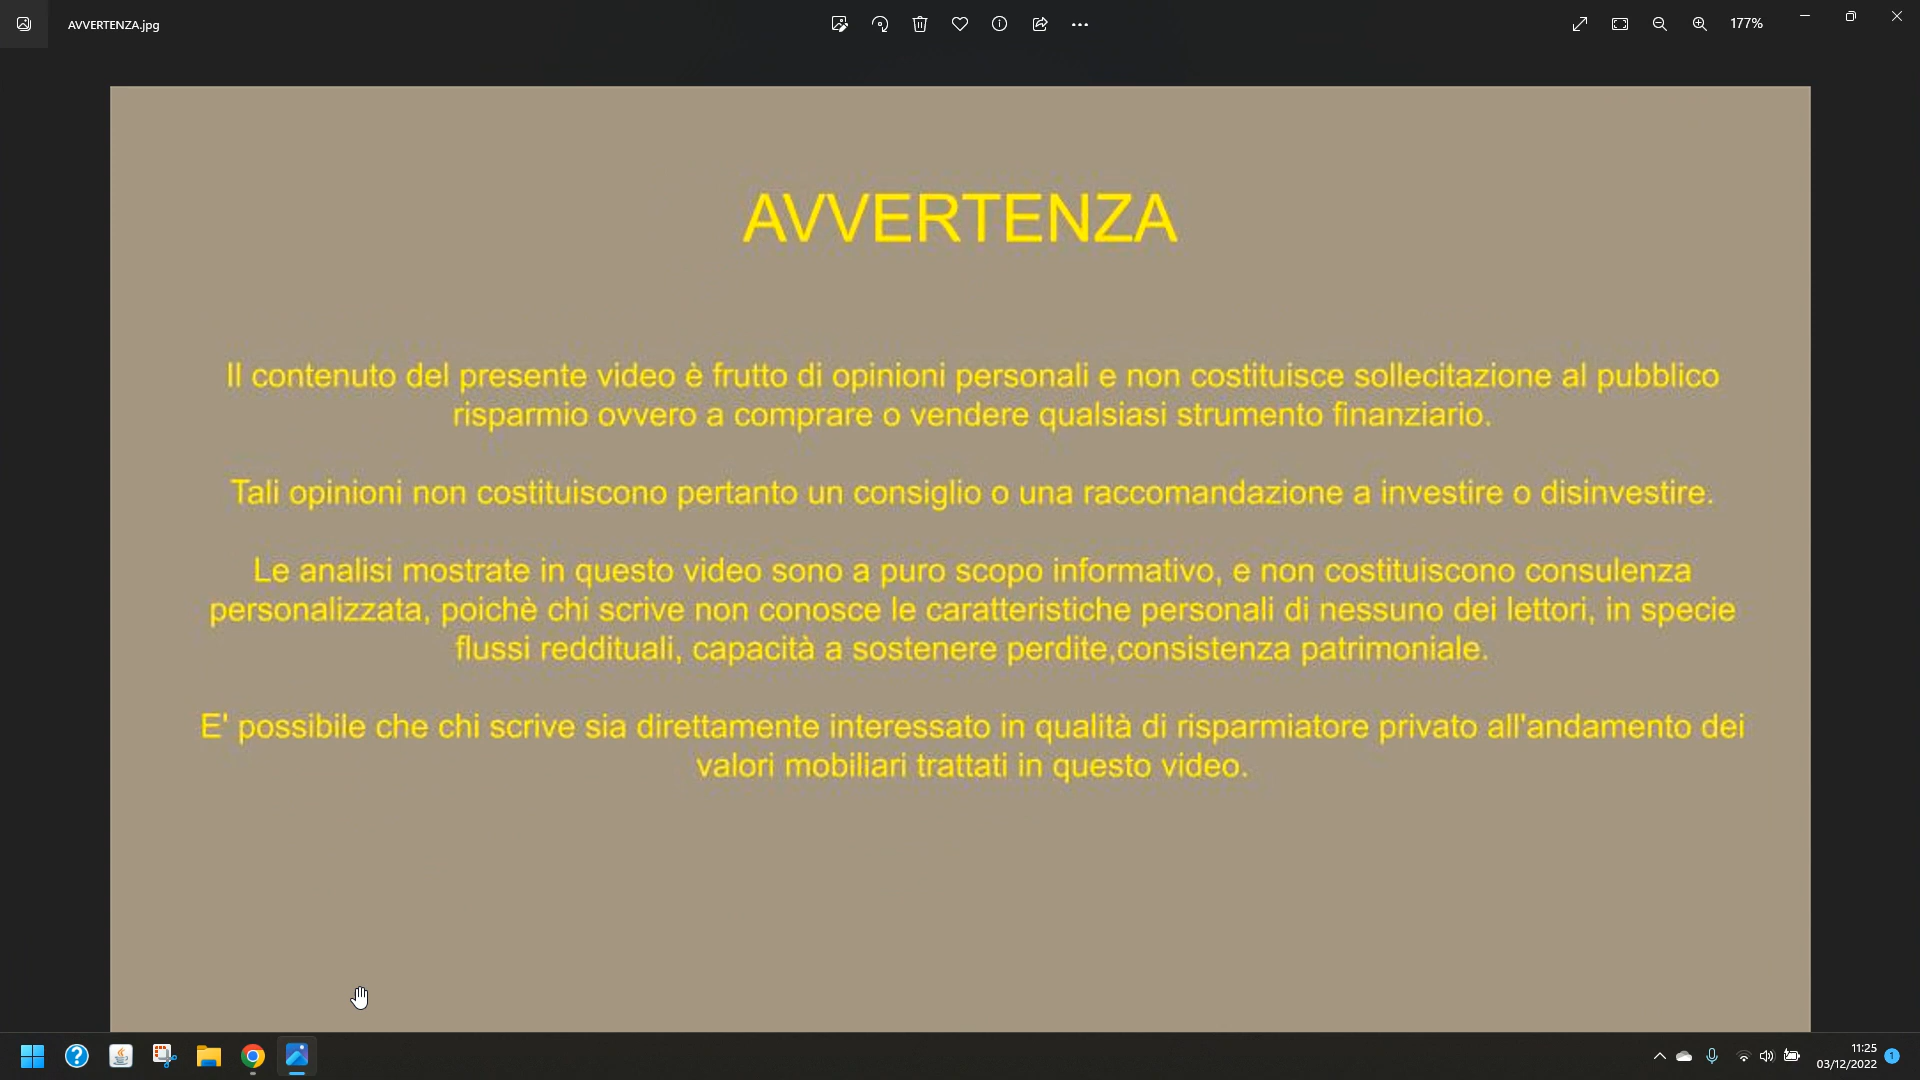 AVVERTENZA.jpg
177%
AVVERTENZA
Il contenuto del presente video è frutto di opinioni personali e non costituisce sollecitazione al pubblico
risparmio ovvero a comprare o vendere qualsiasi strumento finanziario.
Tali opinioni non costituiscono pertanto un consiglio o una raccomandazione a investire o disinvestire.
Le analisi mostrate in questo video sono a puro scopo informativo, e non costituiscono consulenza
personalizzata, poichè chi scrive non conosce le caratteristiche personali di nessuno dei lettori, in specie
flussi reddituali, capacità a sostenere perdite,consistenza patrimoniale.
E' possibile che chi scrive sia direttamente interessato in qualità di risparmiatore privato all'andamento dei
valori mobiliari trattati in questo video.
11:25
03/12/2022
1